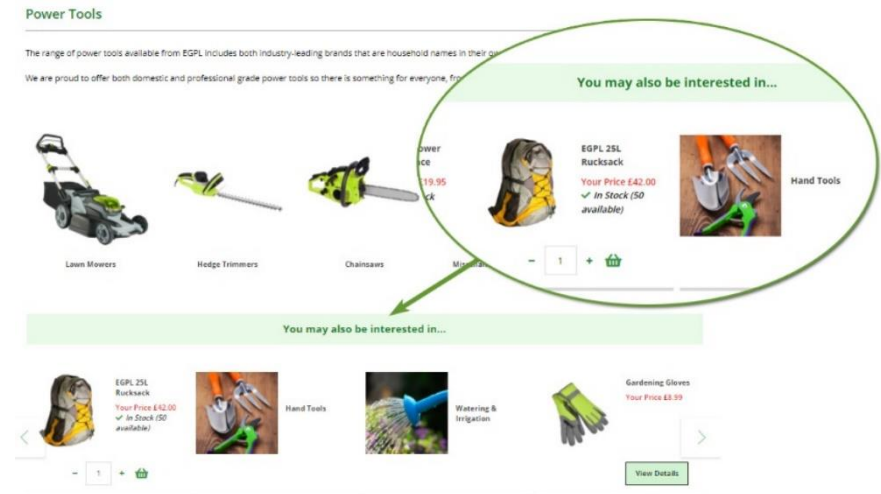 Power Tools
The range of power tools available from EGPL includes both industry-leading brands that are household names in their
We are proud to offer both domestic and professional grade power tools so there is something for everyone,
You may also be interested in...
EGPL 25L
Rucksack
Your Price £42.00
✓ In Stock (50
available)
Hand Tools
- 1 +
£19.95
Lawn Mowers
Hedge Trimmers
Chainsaws
You may also be interested in...
EGPL 25L
Rucksack
Your Price £42.00
✓ In Stock (50
available)
Hand Tools
Watering &
Irrigation
Gardening Gloves
Your Price £8.99
- 1 +
View Details